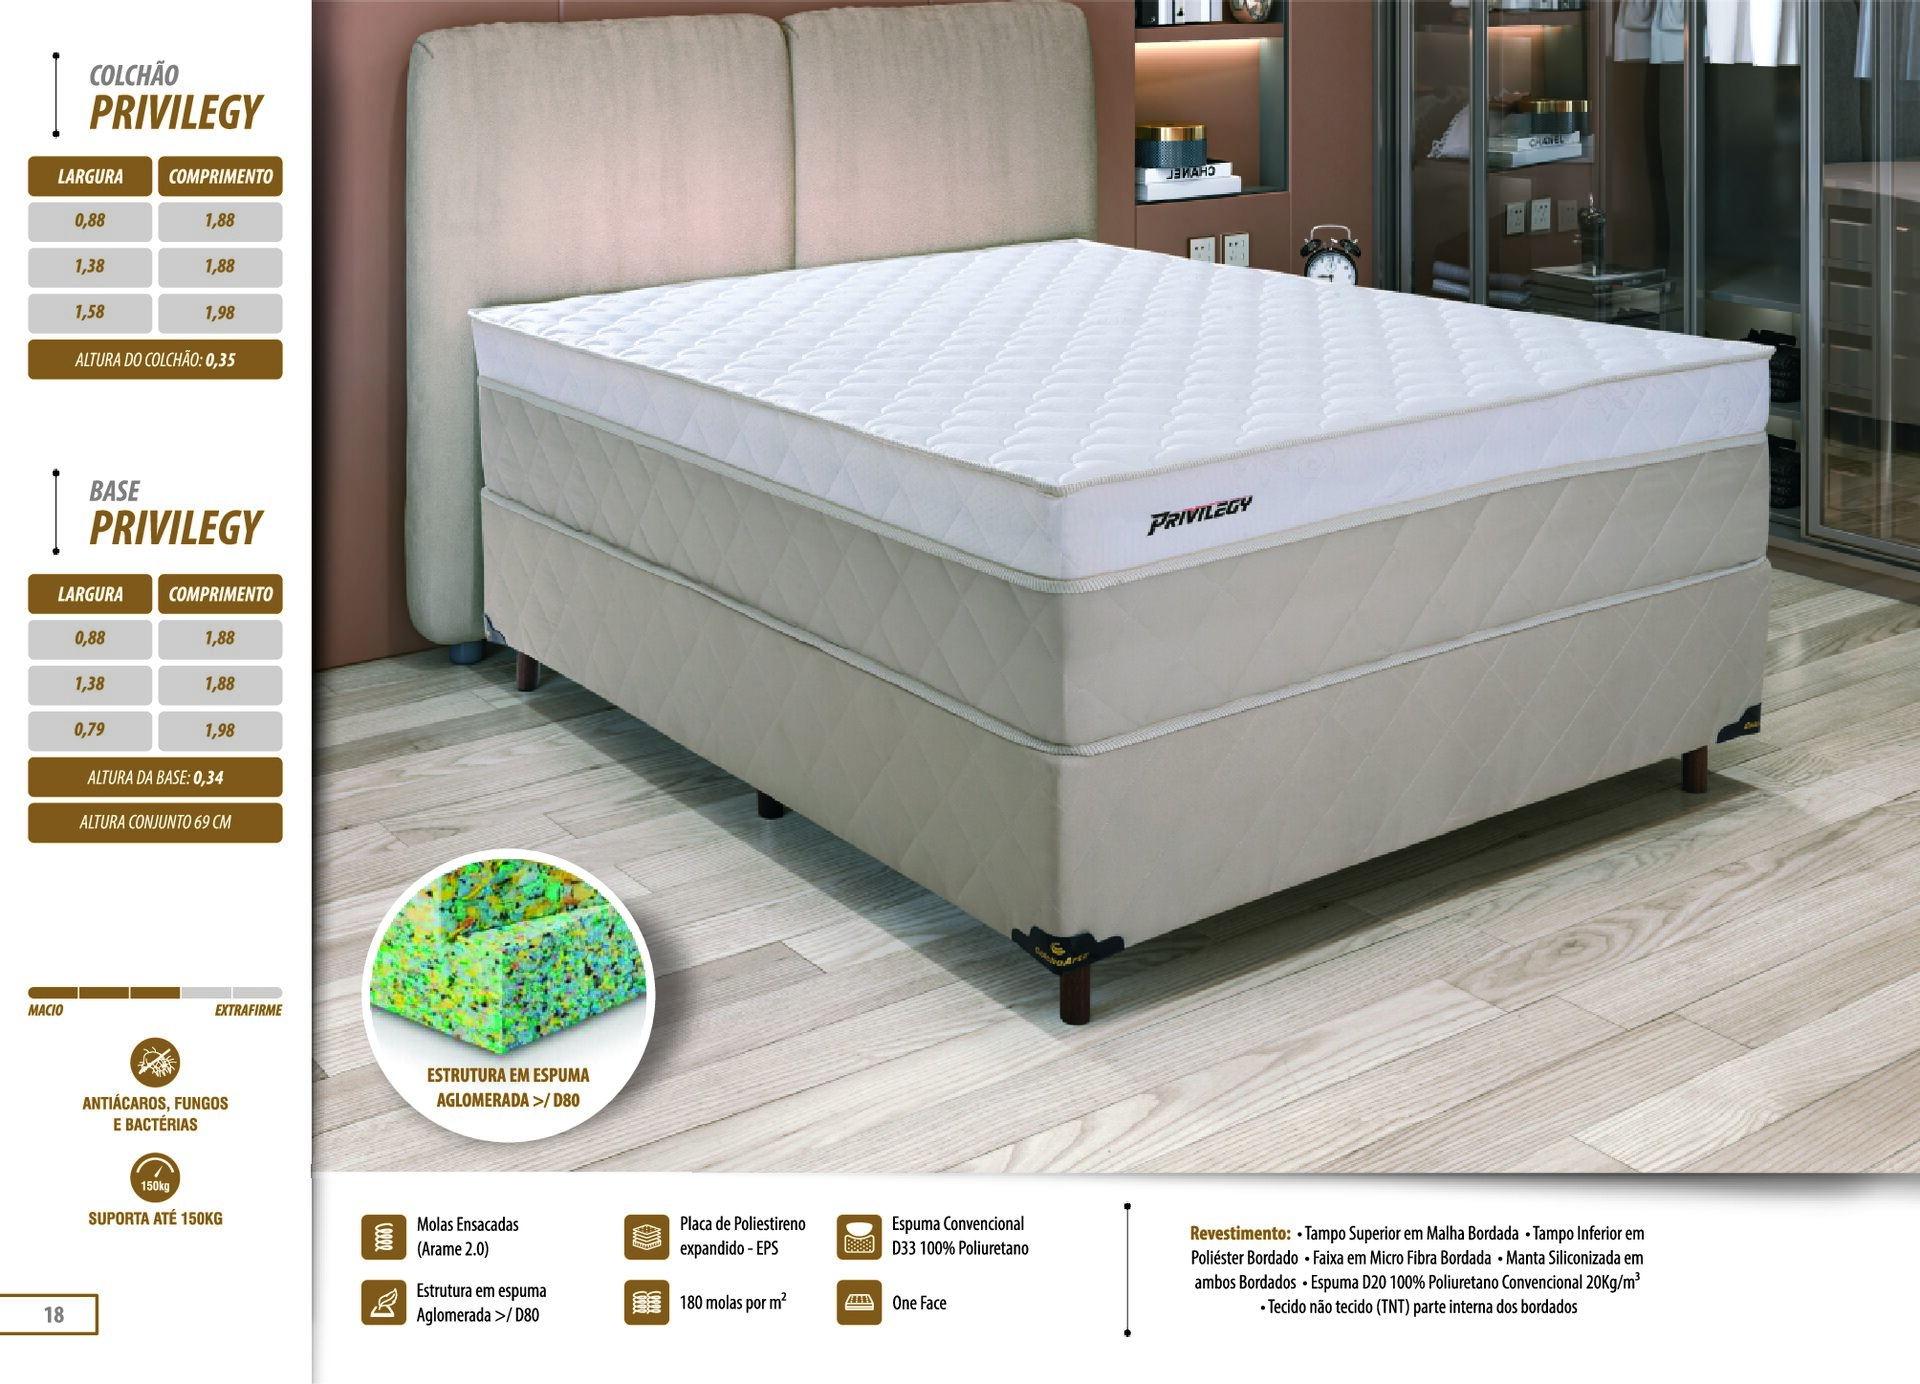 COLCHÃO
PRIVILEGY
LARGURA COMPRIMENTO
0,88 1,88
1,38 1,88
1,58 1,98
ALTURA DO COLCHÃO: 0,35
BASE
PRIVILEGY
LARGURA COMPRIMENTO
0,88 1,88
1,38 1,88
0,79 1,98
ALTURA DA BASE: 0,34
ALTURA CONJUNTO 69 CM
MACIO EXTRAFIRME
ANTIÁCAROS, FUNGOS
E BACTÉRIAS
150kg
SUPORTA ATÉ 150KG
18
CHANEL
CHANEL
PRIVILEGY
ESTRUTURA EM ESPUMA
AGLOMERADA >/ D80
Molas Ensacadas
(Arame 2.0)
Estrutura em espuma
Aglomerada >/ D80
Placa de Poliestireno
expandido - EPS
180 molas por m²
Espuma Convencional
D33 100% Poliuretano
One Face
Revestimento: • Tampo Superior em Malha Bordada • Tampo Inferior em
Poliéster Bordado • Faixa em Micro Fibra Bordada • Manta Siliconizada em
ambos Bordados • Espuma D20 100% Poliuretano Convencional 20Kg/m³
• Tecido não tecido (TNT) parte interna dos bordados